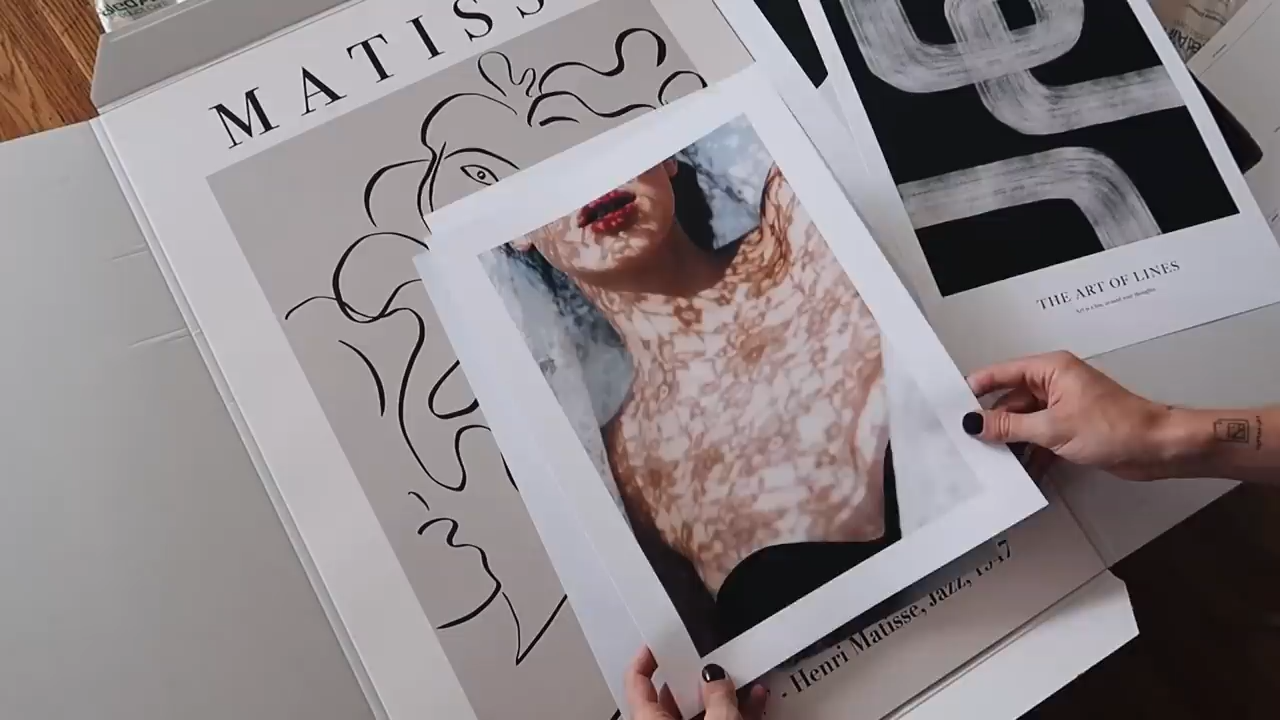 MATISS
THE ART OF LINES
- Henri Matisse, Jazz, 1947